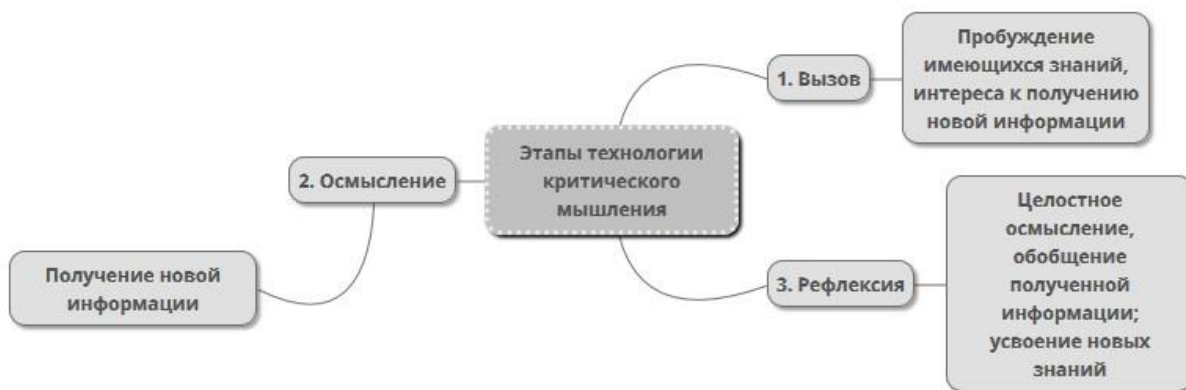 Этапы технологии
критического
мышления
1. Вызов
Пробуждение
имеющихся знаний,
интереса к получению
новой информации
2. Осмысление
Получение новой
информации
3. Рефлексия
Целостное
осмысление,
обобщение
полученной
информации;
усвоение новых
знаний